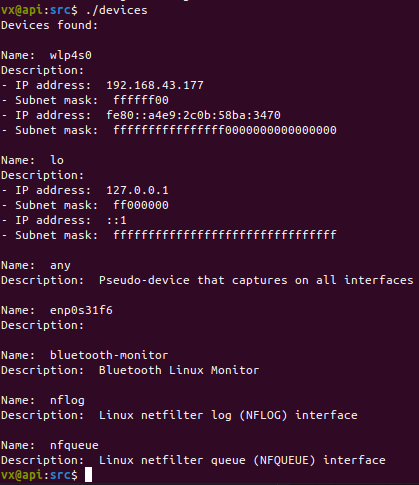 vx@api:src$ ./devices
Devices found:

Name:  wlp4s0
Description:
- IP address:  192.168.43.177
- Subnet mask:  ffffff00
- IP address:  fe80::a4e9:2c0b:58ba:3470
- Subnet mask:  ffffffffffffffff0000000000000000

Name:  lo
Description:
- IP address:  127.0.0.1
- Subnet mask:  ff000000
- IP address:  ::1
- Subnet mask:  ffffffffffffffffffffffffffffffff

Name:  any
Description:  Pseudo-device that captures on all interfaces

Name:  enp0s31f6
Description:

Name:  bluetooth-monitor
Description:  Bluetooth Linux Monitor

Name:  nflog
Description:  Linux netfilter log (NFLOG) interface

Name:  nfqueue
Description:  Linux netfilter queue (NFQUEUE) interface
vx@api:src$